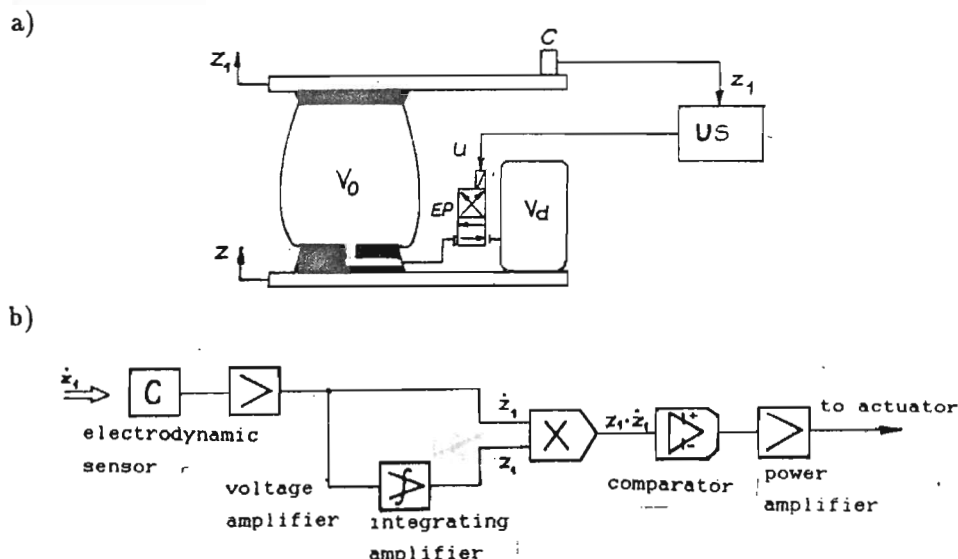 a)
C
Z₁
z₁
US
u
V₀
EP
Vd
Z
b)
ż₁
C
ż₁
X
z₁·ż₁
+
-
to actuator
z₁
electrodynamic
sensor
voltage
amplifier
∫
integrating
amplifier
comparator
power
amplifier